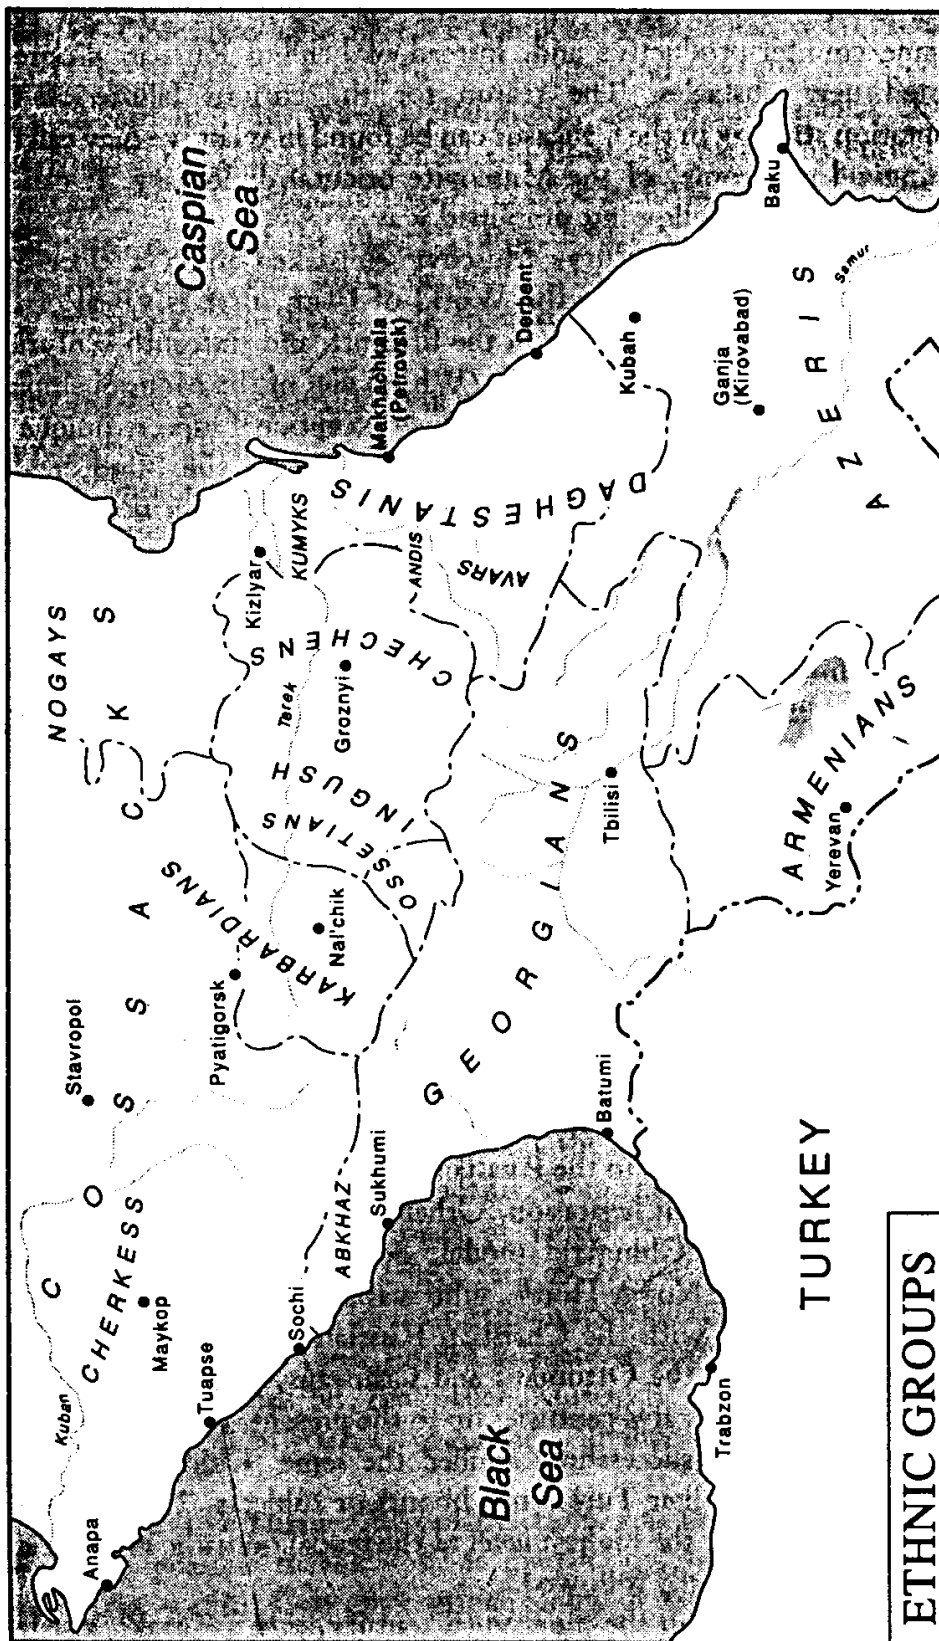 NOGAYS
COSSACKS
Stavropol
Kuban
CHERKESS
Maykop
Anapa
Tuapse
Sochi
Pyatigorsk
KARBARDIANS
Nal'chik
OSSETIANS
INGUSH
Terek
Groznyi
CHECHENS
Kizlyar
KUMYKS
ANDIS
AVARS
DAGHESTANIS
Makhachkala
(Petrovsk)
Derbent
Caspian
Sea
ABKHAZ
Sukhumi
GEORGIANS
Tbilisi
Batumi
Black
Sea
Trabzon
TURKEY
ARMENIANS
Yerevan
Kubah
Ganja
(Kirovabad)
AZERIS
Samur
Baku
ETHNIC GROUPS